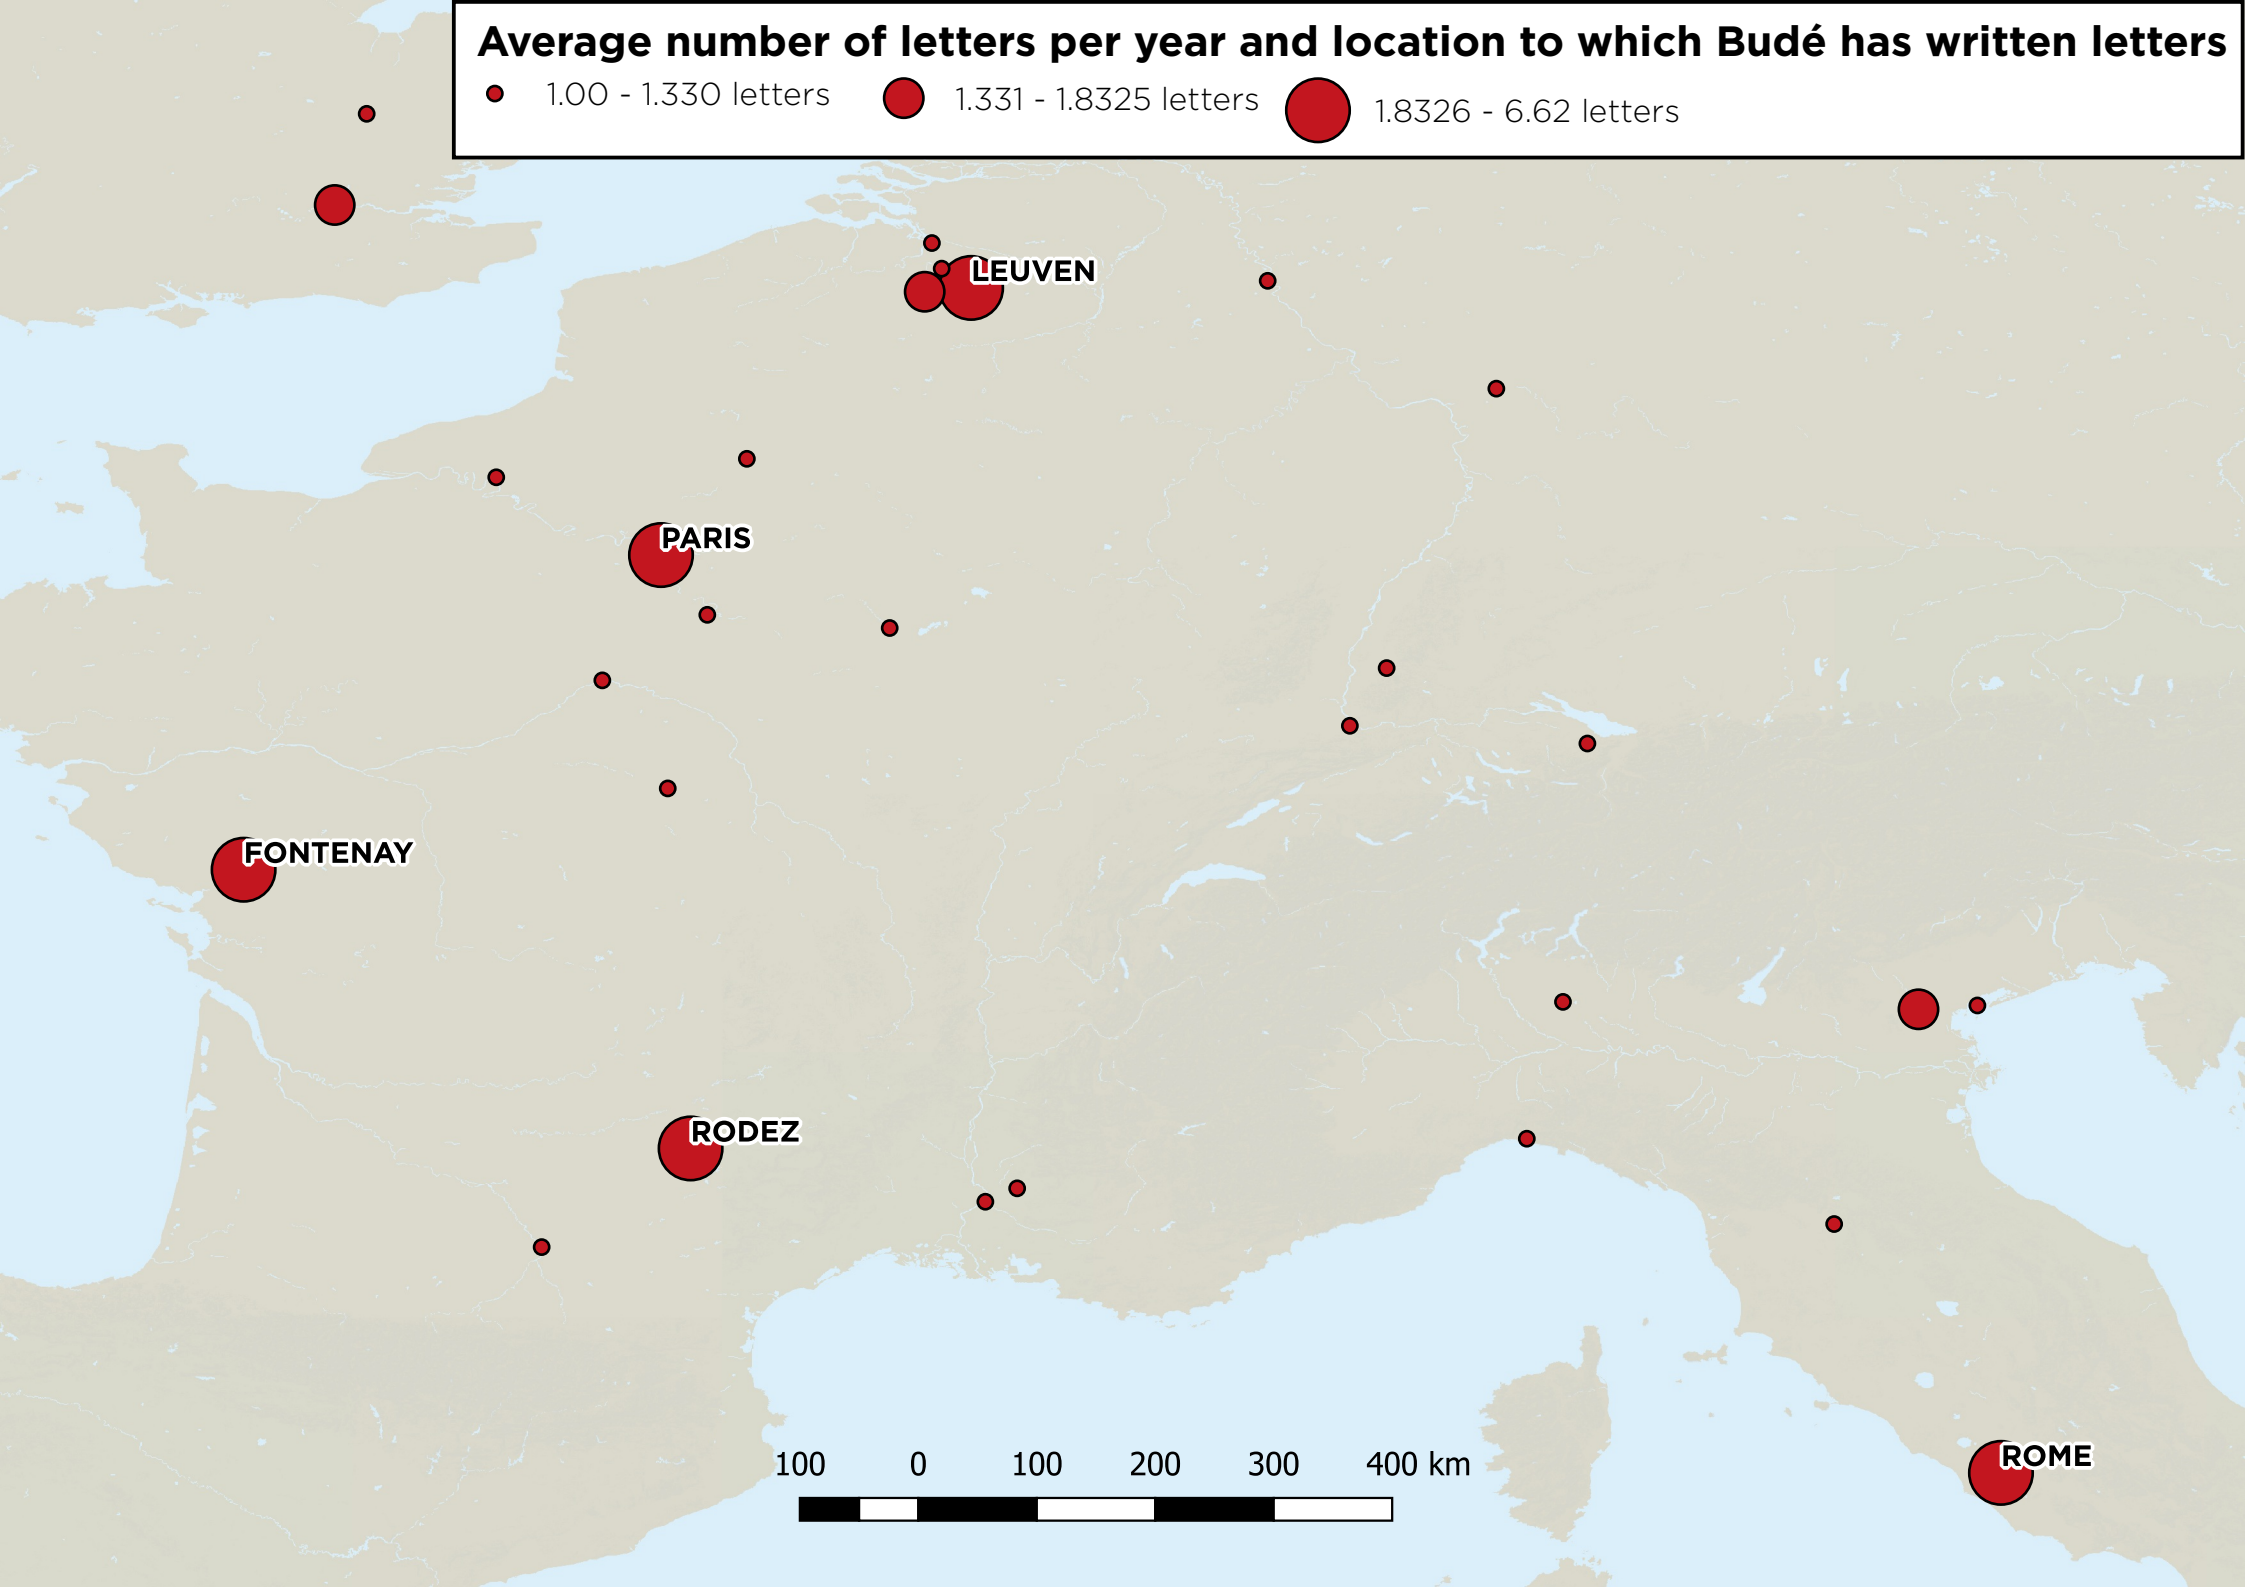 Average number of letters per year and location to which Budé has written letters
1.00 - 1.330 letters
1.331 - 1.8325 letters
1.8326 - 6.62 letters
LEUVEN
PARIS
FONTENAY
RODEZ
ROME
100 0 100 200 300 400 km